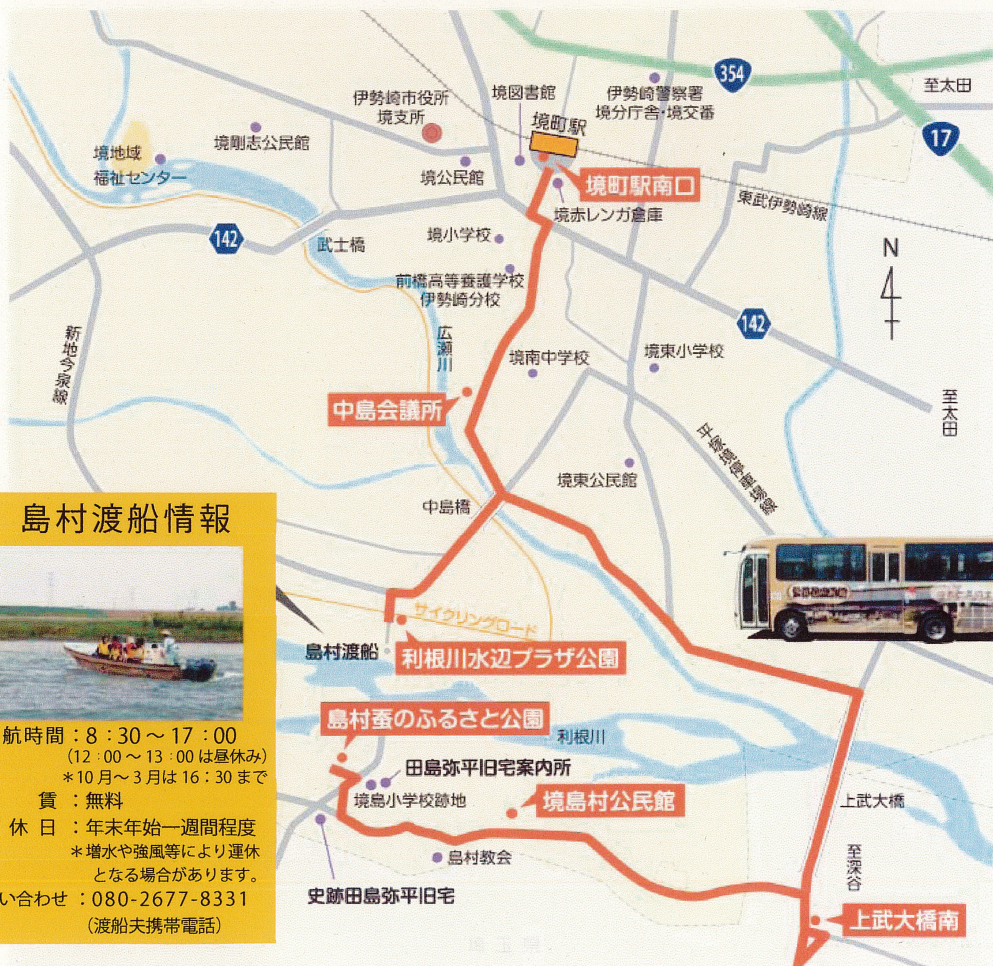 354
至太田
17
伊勢崎市役所
境支所
境図書館
伊勢崎警察署
境分庁舎・境交番
境町駅
境剛志公民館
境地域
福祉センター
境公民館
境町駅南口
境赤レンガ倉庫
東武伊勢崎線
142
武士橋
境小学校
N
前橋高等養護学校
伊勢崎分校
142
新地今泉線
広瀬川
境南中学校
境東小学校
至太田
中島会議所
平塚境停車場線
境東公民館
中島橋
サイクリングロード
島村渡船
利根川水辺プラザ公園
島村蚕のふるさと公園
利根川
田島弥平旧宅案内所
境島小学校跡地
境島村公民館
上武大橋
至深谷
島村教会
史跡田島弥平旧宅
上武大橋南
島村渡船情報
航時間：8：30～17：00
（12：00～13：00は昼休み）
＊10月～3月は16：30まで
賃：無料
休日：年末年始一週間程度
＊増水や強風等により運休
となる場合があります。
い合わせ：080-2677-8331
（渡船夫携帯電話）